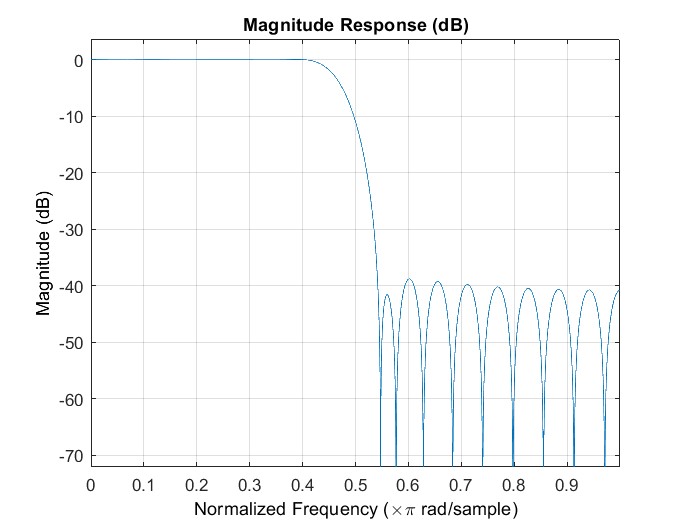 Magnitude Response (dB)
Magnitude (dB)
0
-10
-20
-30
-40
-50
-60
-70
0 0.1 0.2 0.3 0.4 0.5 0.6 0.7 0.8 0.9
Normalized Frequency (×π rad/sample)